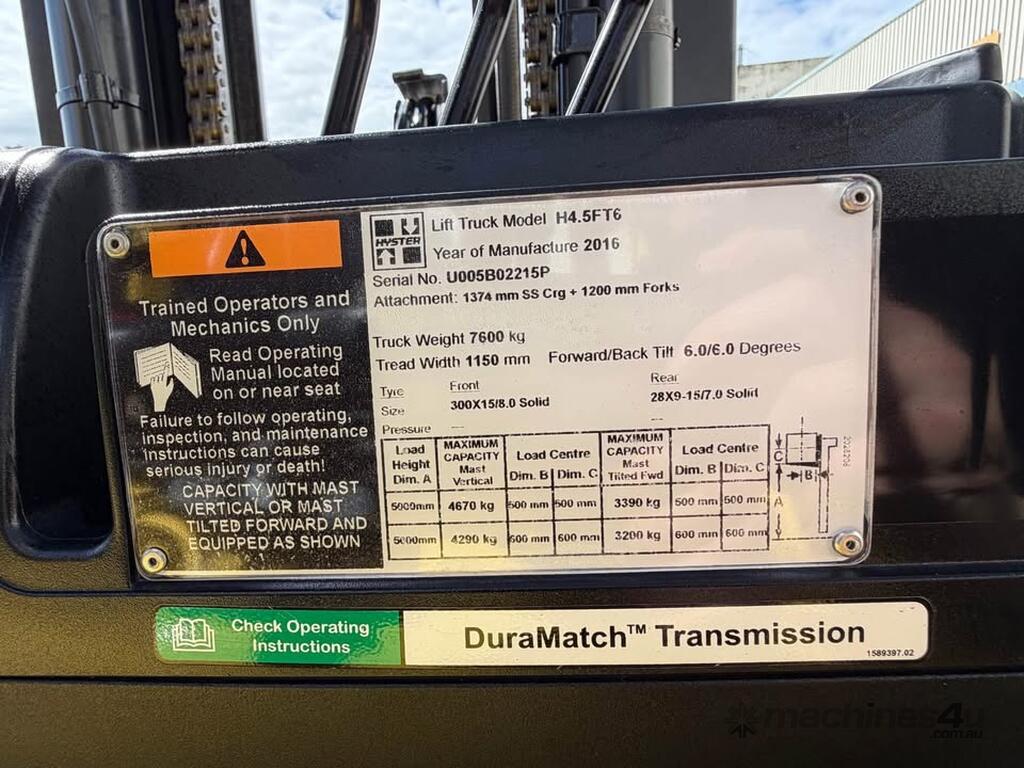 HYSTER
Lift Truck Model H4.5FT6
Year of Manufacture 2016
Serial No. U005B02215P
Attachment: 1374 mm SS Crg + 1200 mm Forks
Truck Weight 7600 kg
Tread Width 1150 mm Forward/Back Tilt 6.0/6.0 Degrees
Tyre Front Rear
Size 300X15/8.0 Solid 28X9-15/7.0 Solid
Pressure --- ---
Load Height Dim. A MAXIMUM CAPACITY Mast Vertical Load Centre Dim. B Dim. C MAXIMUM CAPACITY Mast Tilted Fwd Load Centre Dim. B Dim. C
5000mm 4670 kg 500 mm 500 mm 3390 kg 500 mm 500 mm
5000mm 4290 kg 600 mm 600 mm 3200 kg 600 mm 600 mm
C
B
A
Trained Operators and
Mechanics Only
Read Operating
Manual located
on or near seat
Failure to follow operating,
inspection, and maintenance
instructions can cause
serious injury or death!
CAPACITY WITH MAST
VERTICAL OR MAST
TILTED FORWARD AND
EQUIPPED AS SHOWN
Check Operating
Instructions
DuraMatch™ Transmission
1589397.02
machines4u
.com.au